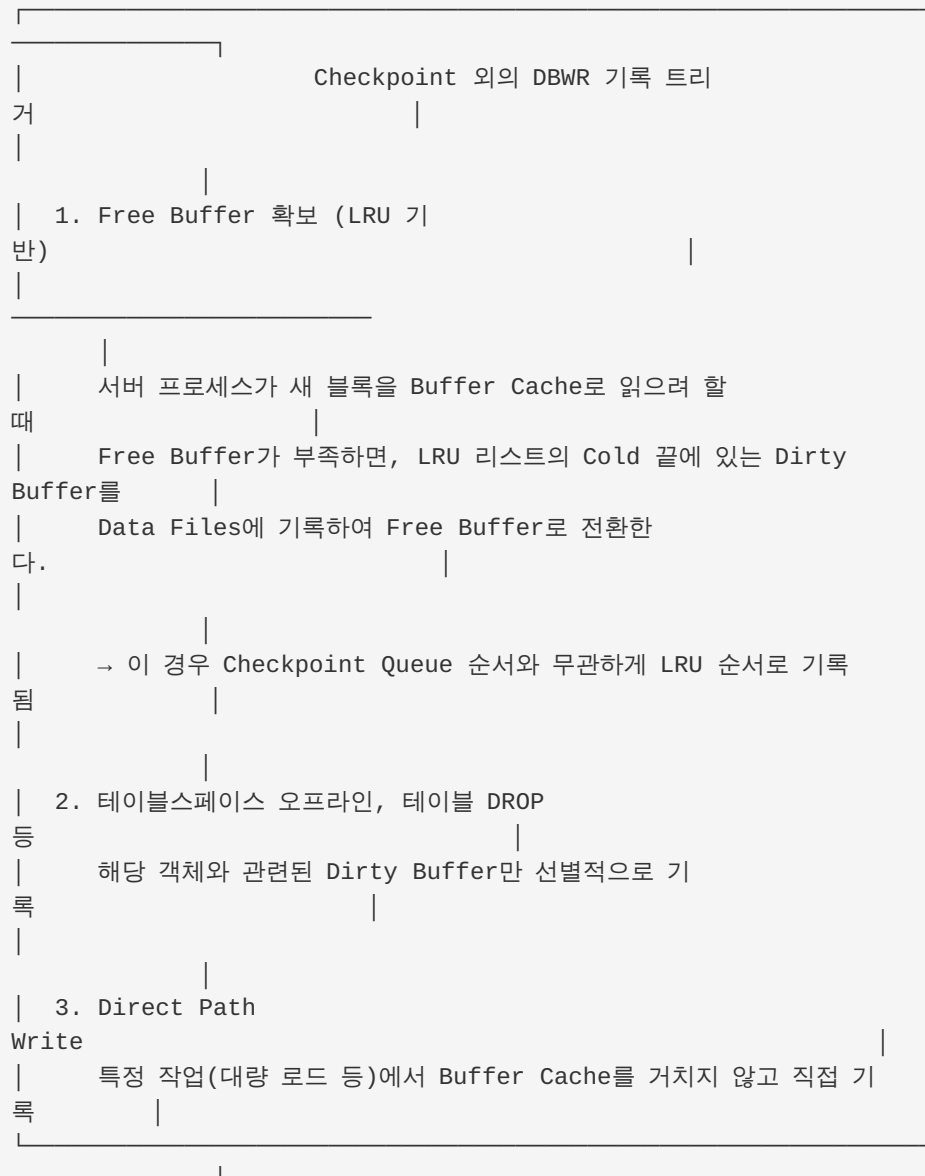 Checkpoint 외의 DBWR 기록 트리
거
1. Free Buffer 확보 (LRU 기
반)
서버 프로세스가 새 블록을 Buffer Cache로 읽으려 할
때
Free Buffer가 부족하면, LRU 리스트의 Cold 끝에 있는 Dirty
Buffer를
Data Files에 기록하여 Free Buffer로 전환한
다.
→ 이 경우 Checkpoint Queue 순서와 무관하게 LRU 순서로 기록
됨
2. 테이블스페이스 오프라인, 테이블 DROP
등
해당 객체와 관련된 Dirty Buffer만 선별적으로 기
록
3. Direct Path
Write
특정 작업(대량 로드 등)에서 Buffer Cache를 거치지 않고 직접 기
록